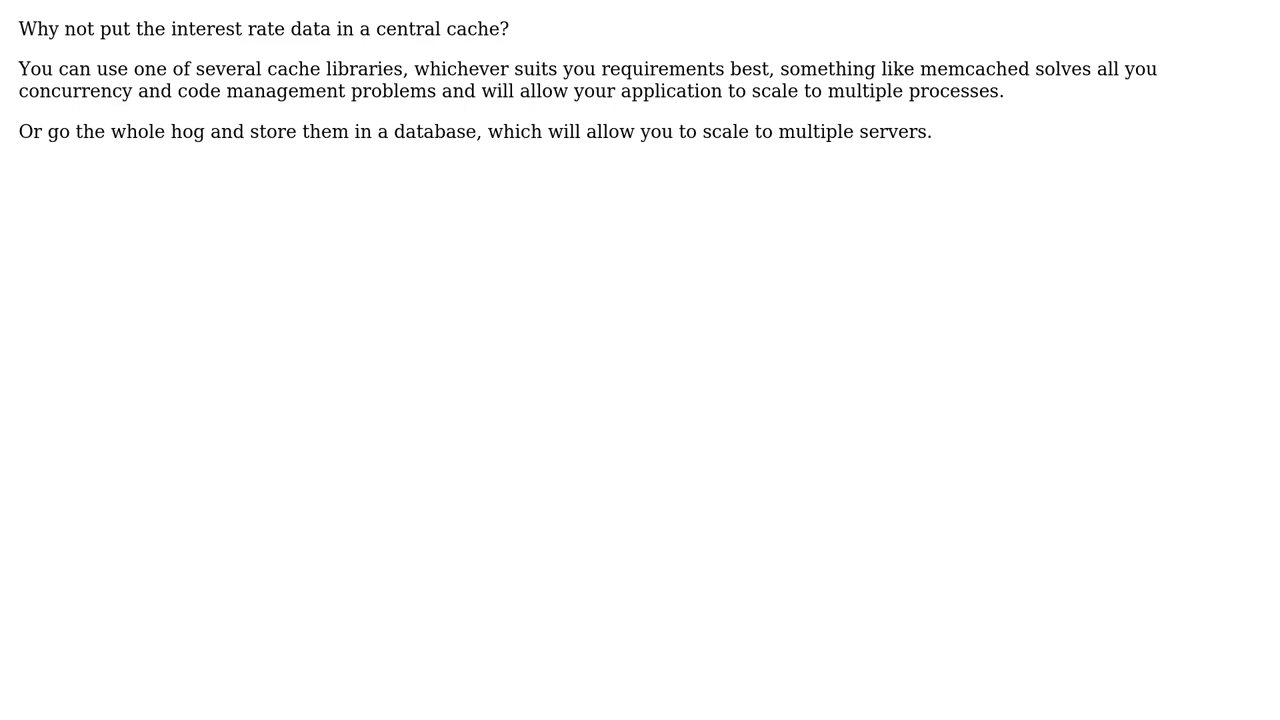 Why not put the interest rate data in a central cache?
You can use one of several cache libraries, whichever suits you requirements best, something like memcached solves all you
concurrency and code management problems and will allow your application to scale to multiple processes.
Or go the whole hog and store them in a database, which will allow you to scale to multiple servers.